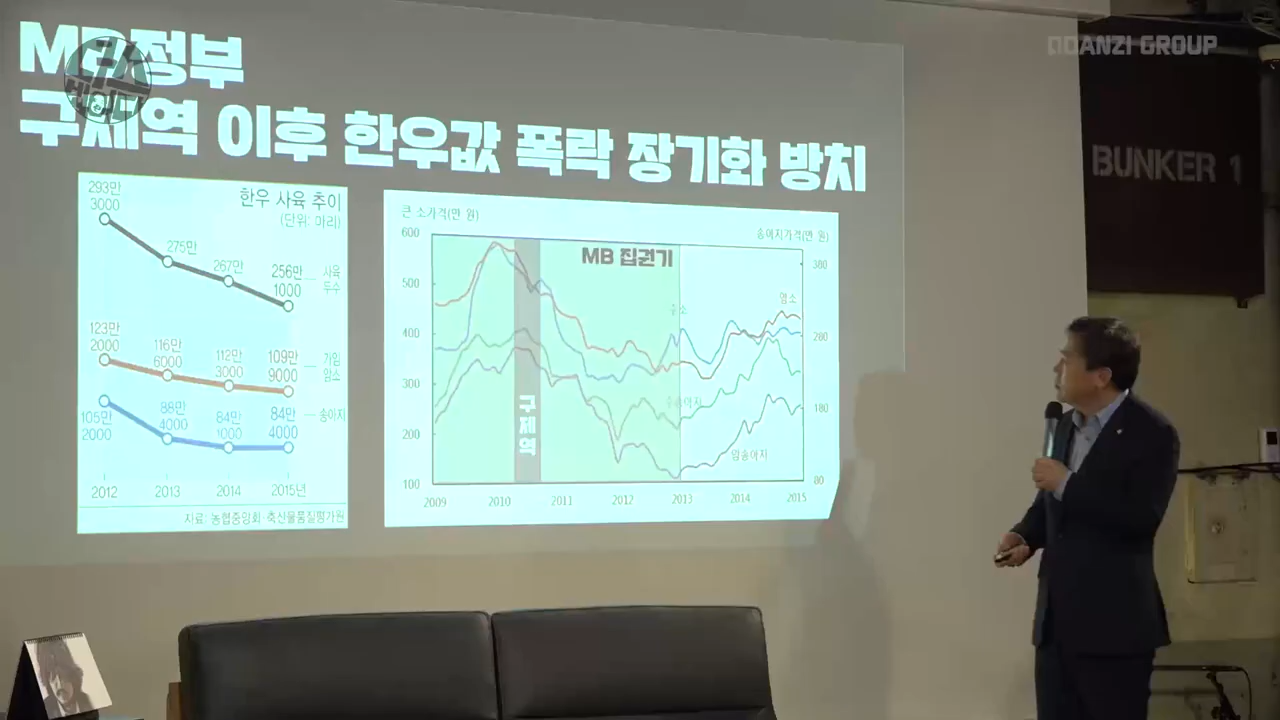 MB정부
구제역 이후 한우값 폭락 장기화 방치
DDANZI GROUP
BUNKER 1
한우 사육 추이
(단위: 마리)
293만
3000
275만
267만
256만
1000
사육
두수
123만
2000
116만
6000
112만
3000
109만
9000
가임
암소
105만
2000
88만
4000
84만
1000
84만
4000
송아지
2012 2013 2014 2015년
자료: 농협중앙회·축산물품질평가원
큰 소가격(만 원)
송아지가격(만 원)
600
500
400
300
200
100
380
280
180
80
MB 집권기
구제역
수소
암소
수송아지
암송아지
2009 2010 2011 2012 2013 2014 2015